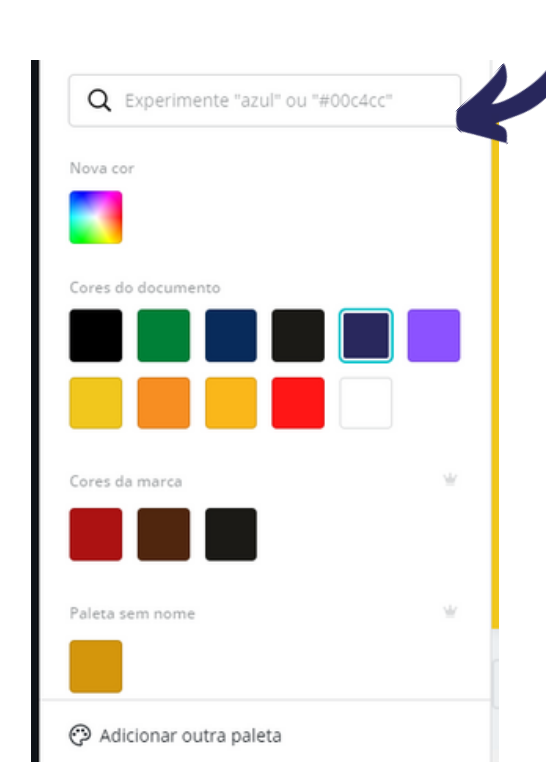 Experimente "azul" ou "#00c4cc"
Nova cor
Cores do documento
Cores da marca
Paleta sem nome
Adicionar outra paleta